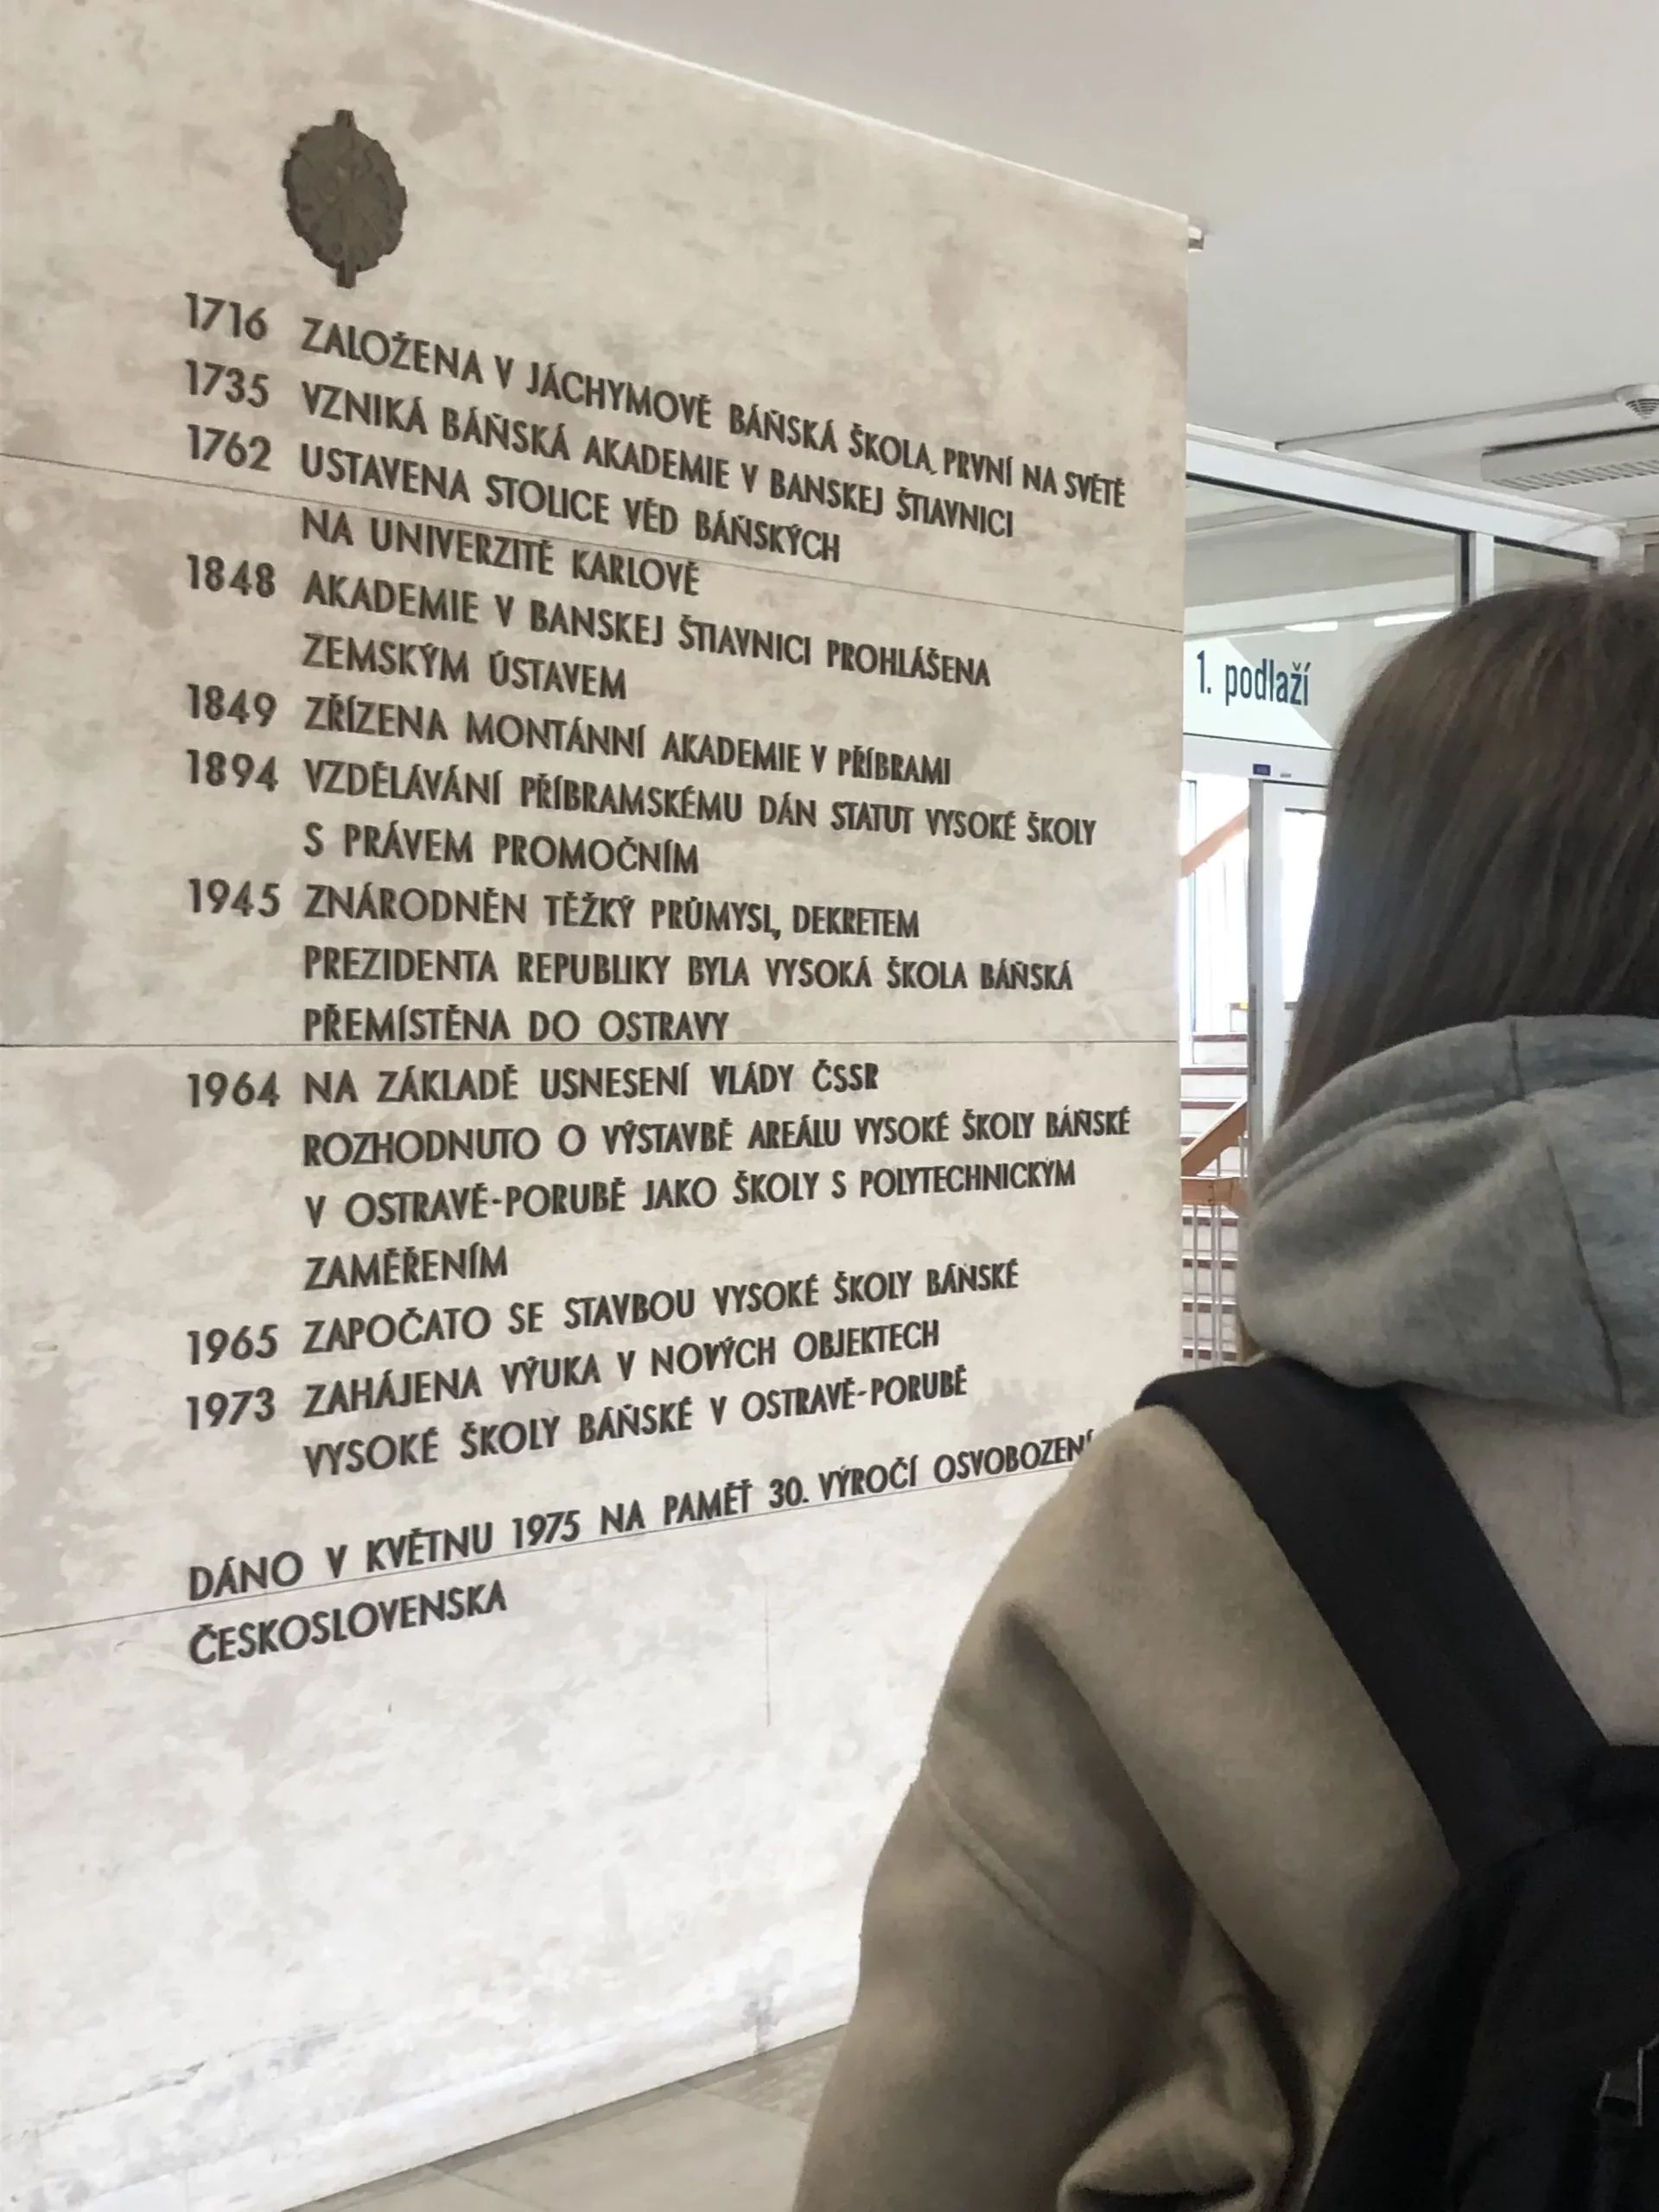 1716 ZALOŽENA V JÁCHYMOVĚ BÁŇSKÁ ŠKOLA, PRVNÍ NA SVĚTĚ
1735 VZNIKÁ BÁŇSKÁ AKADEMIE V BANSKEJ ŠTIAVNICI
1762 USTAVENA STOLICE VĚD BÁŇSKÝCH
NA UNIVERZITĚ KARLOVĚ
1848 AKADEMIE V BANSKEJ ŠTIAVNICI PROHLÁŠENA
ZEMSKÝM ÚSTAVEM
1849 ZŘÍZENA MONTÁNNÍ AKADEMIE V PŘÍBRAMI
1894 VZDĚLÁVÁNÍ PŘÍBRAMSKÉMU DÁN STATUT VYSOKÉ ŠKOLY
S PRÁVEM PROMOČNÍM
1945 ZNÁRODNĚN TĚŽKÝ PRŮMYSL, DEKRETEM
PREZIDENTA REPUBLIKY BYLA VYSOKÁ ŠKOLA BÁŇSKÁ
PŘEMÍSTĚNA DO OSTRAVY
1964 NA ZÁKLADĚ USNESENÍ VLÁDY ČSSR
ROZHODNUTO O VÝSTAVBĚ AREÁLU VYSOKÉ ŠKOLY BÁŇSKÉ
V OSTRAVĚ-PORUBĚ JAKO ŠKOLY S POLYTECHNICKÝM
ZAMĚŘENÍM
1965 ZAPOČATO SE STAVBOU VYSOKÉ ŠKOLY BÁŇSKÉ
1973 ZAHÁJENA VÝUKA V NOVÝCH OBJEKTECH
VYSOKÉ ŠKOLY BÁŇSKÉ V OSTRAVĚ-PORUBĚ
DÁNO V KVĚTNU 1975 NA PAMĚŤ 30. VÝROČÍ OSVOBOZENÍ
ČESKOSLOVENSKA
1. podlaží